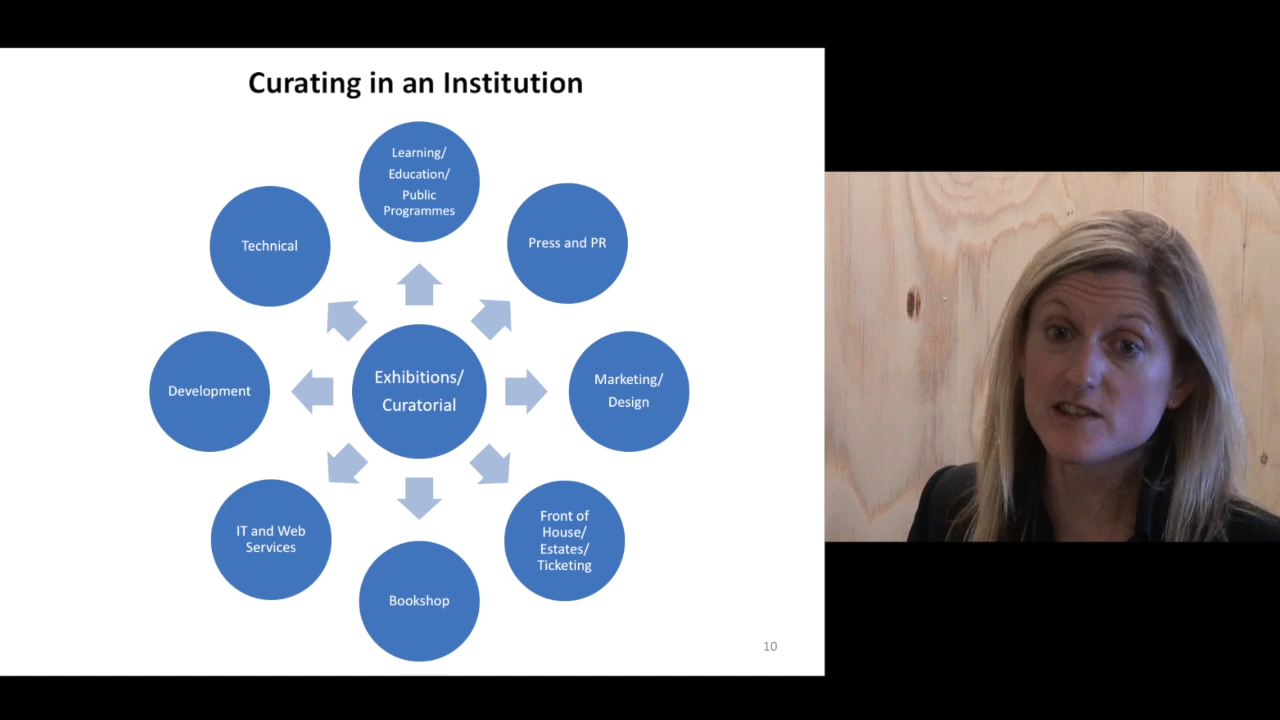 Curating in an Institution
Learning/
Education/
Public
Programmes
Press and PR
Marketing/
Design
Front of
House/
Estates/
Ticketing
Bookshop
IT and Web
Services
Development
Technical
Exhibitions/
Curatorial
10